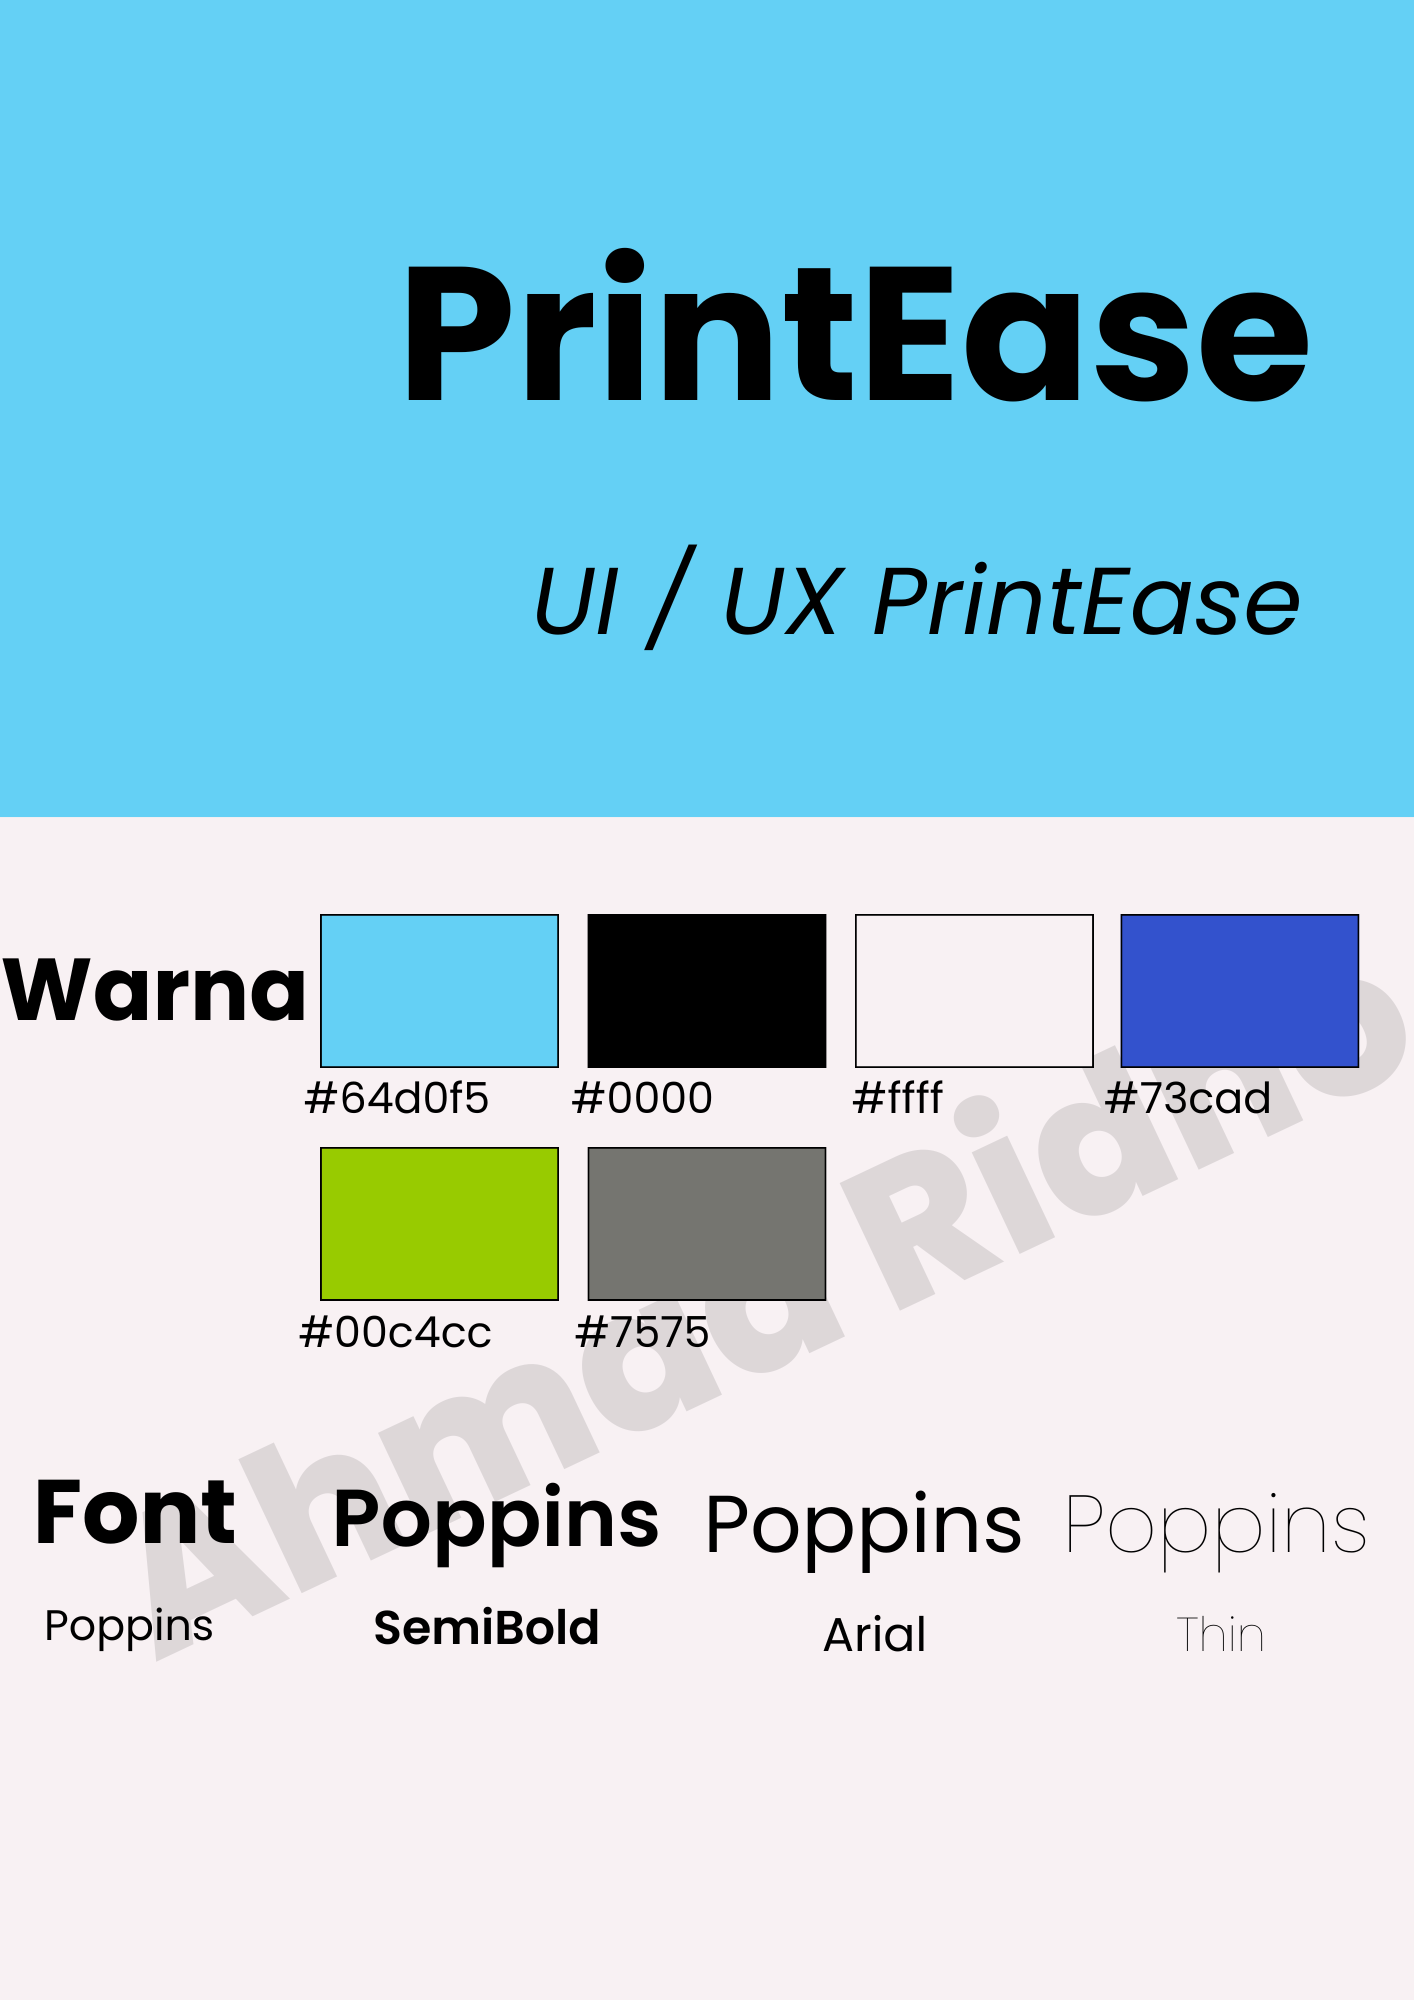 PrintEase
UI / UX PrintEase
Warna
#64d0f5 #0000 #ffff #73cad
#00c4cc #7575
Ahmad Ridho
Font Poppins Poppins Poppins
Poppins SemiBold Arial Thin